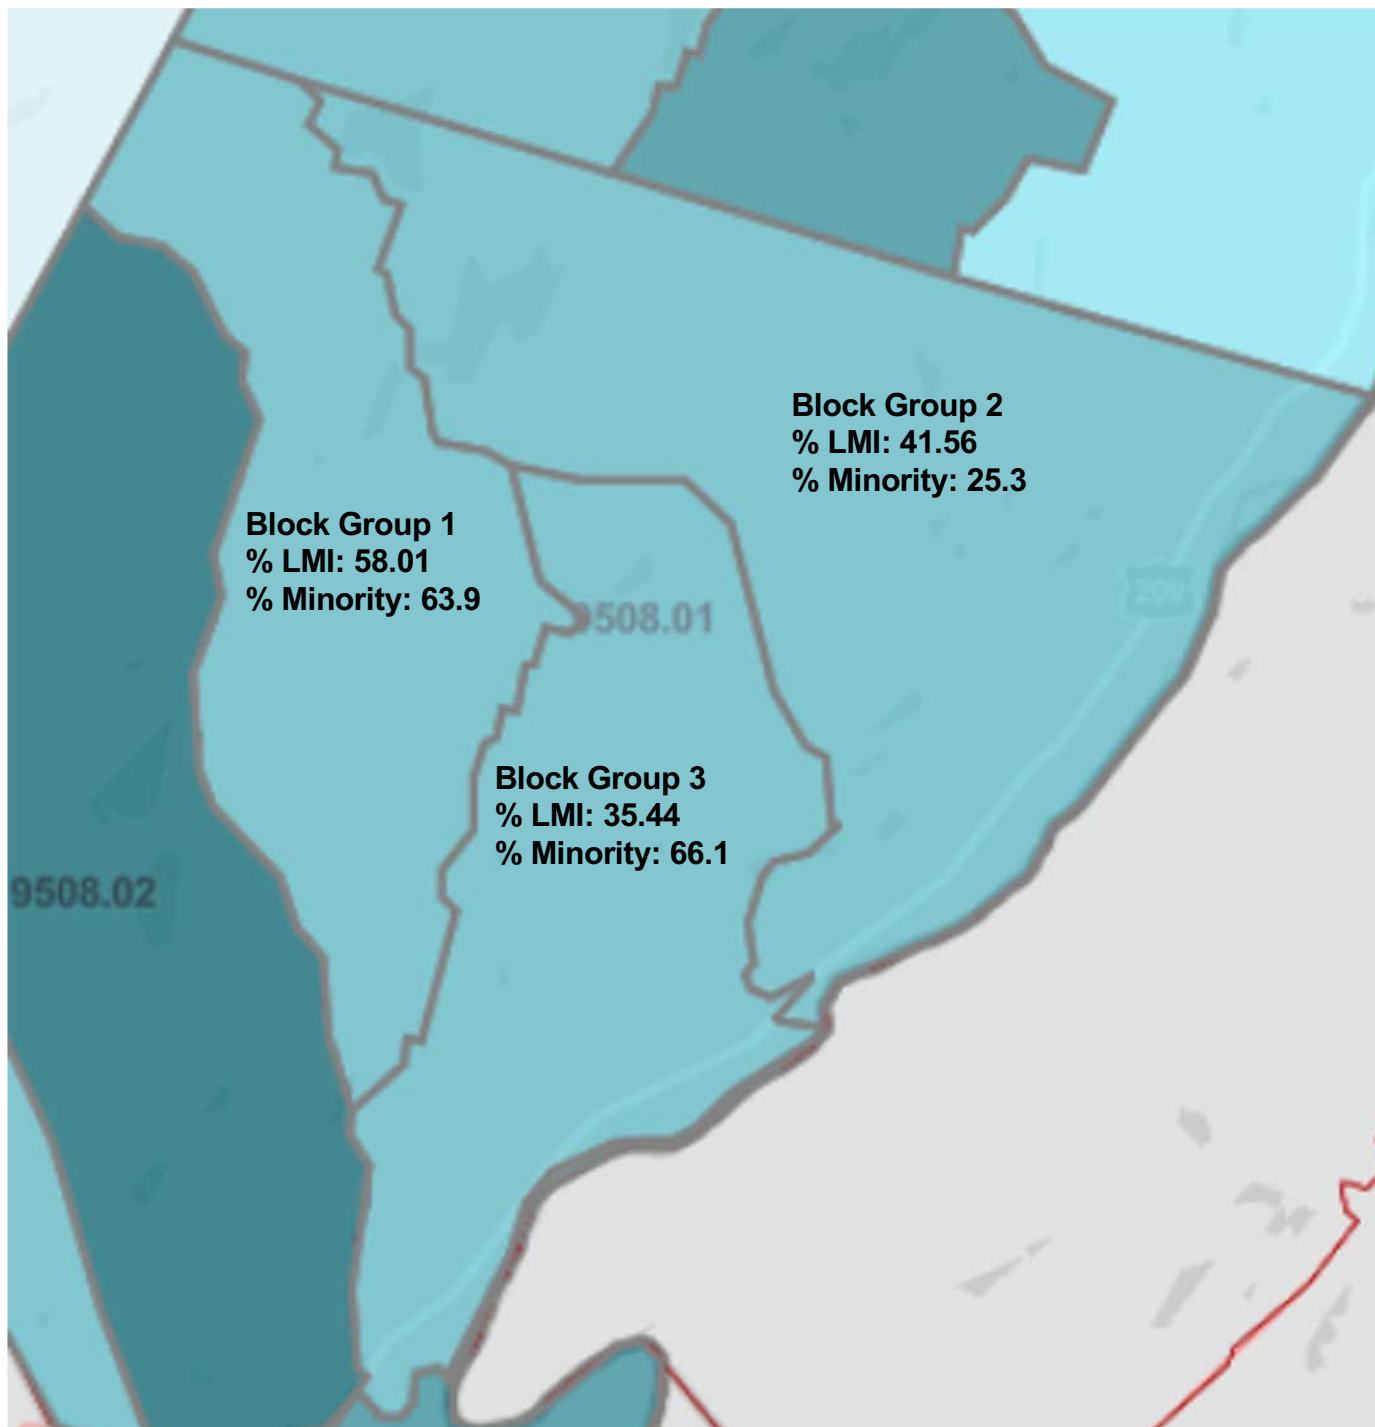 Block Group 2
% LMI: 41.56
% Minority: 25.3
Block Group 1
% LMI: 58.01
% Minority: 63.9
9508.01
Block Group 3
% LMI: 35.44
% Minority: 66.1
9508.02